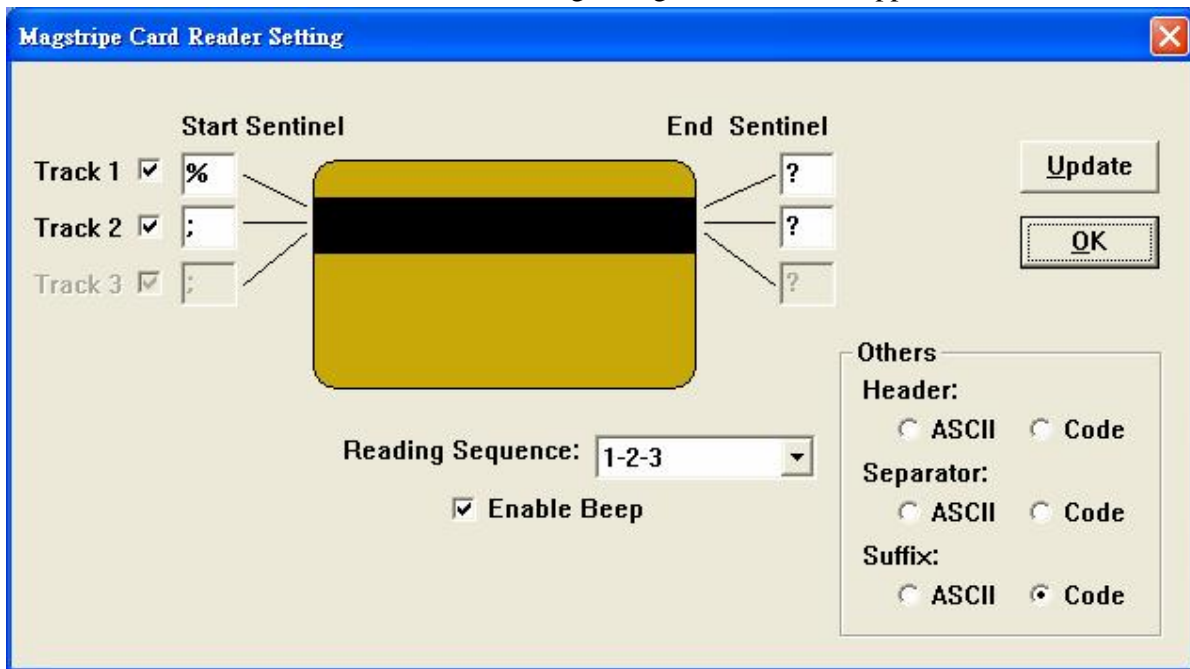 Magstripe Card Reader Setting
Start Sentinel End Sentinel
Track 1 % ? Update
Track 2 ; ? OK
Track 3 ; ?
Others
Header:
ASCII Code
Reading Sequence: 1-2-3
Separator:
Enable Beep ASCII Code
Suffix:
ASCII Code